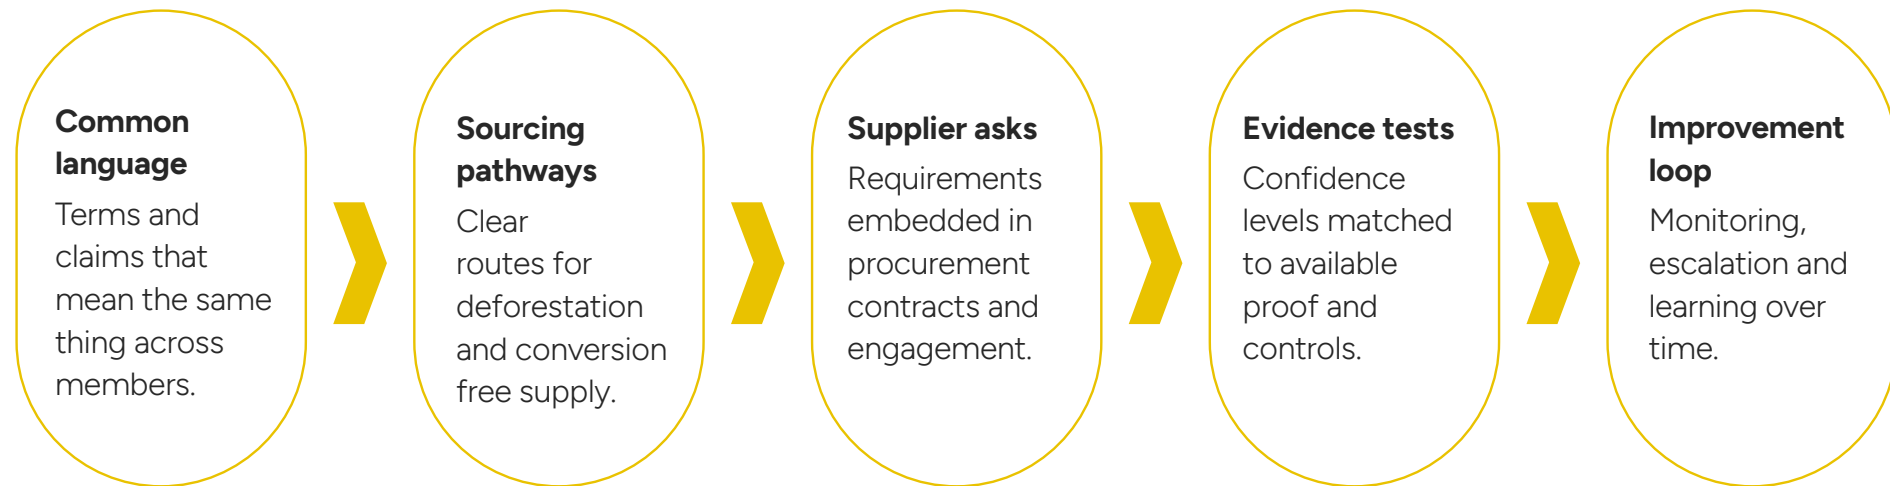 Common
language
Terms and
claims that
mean the same
thing across
members.
Sourcing
pathways
Clear
routes for
deforestation
and conversion
free supply.
Supplier asks
Requirements
embedded in
procurement
contracts and
engagement.
Evidence tests
Confidence
levels matched
to available
proof and
controls.
Improvement
loop
Monitoring,
escalation and
learning over
time.